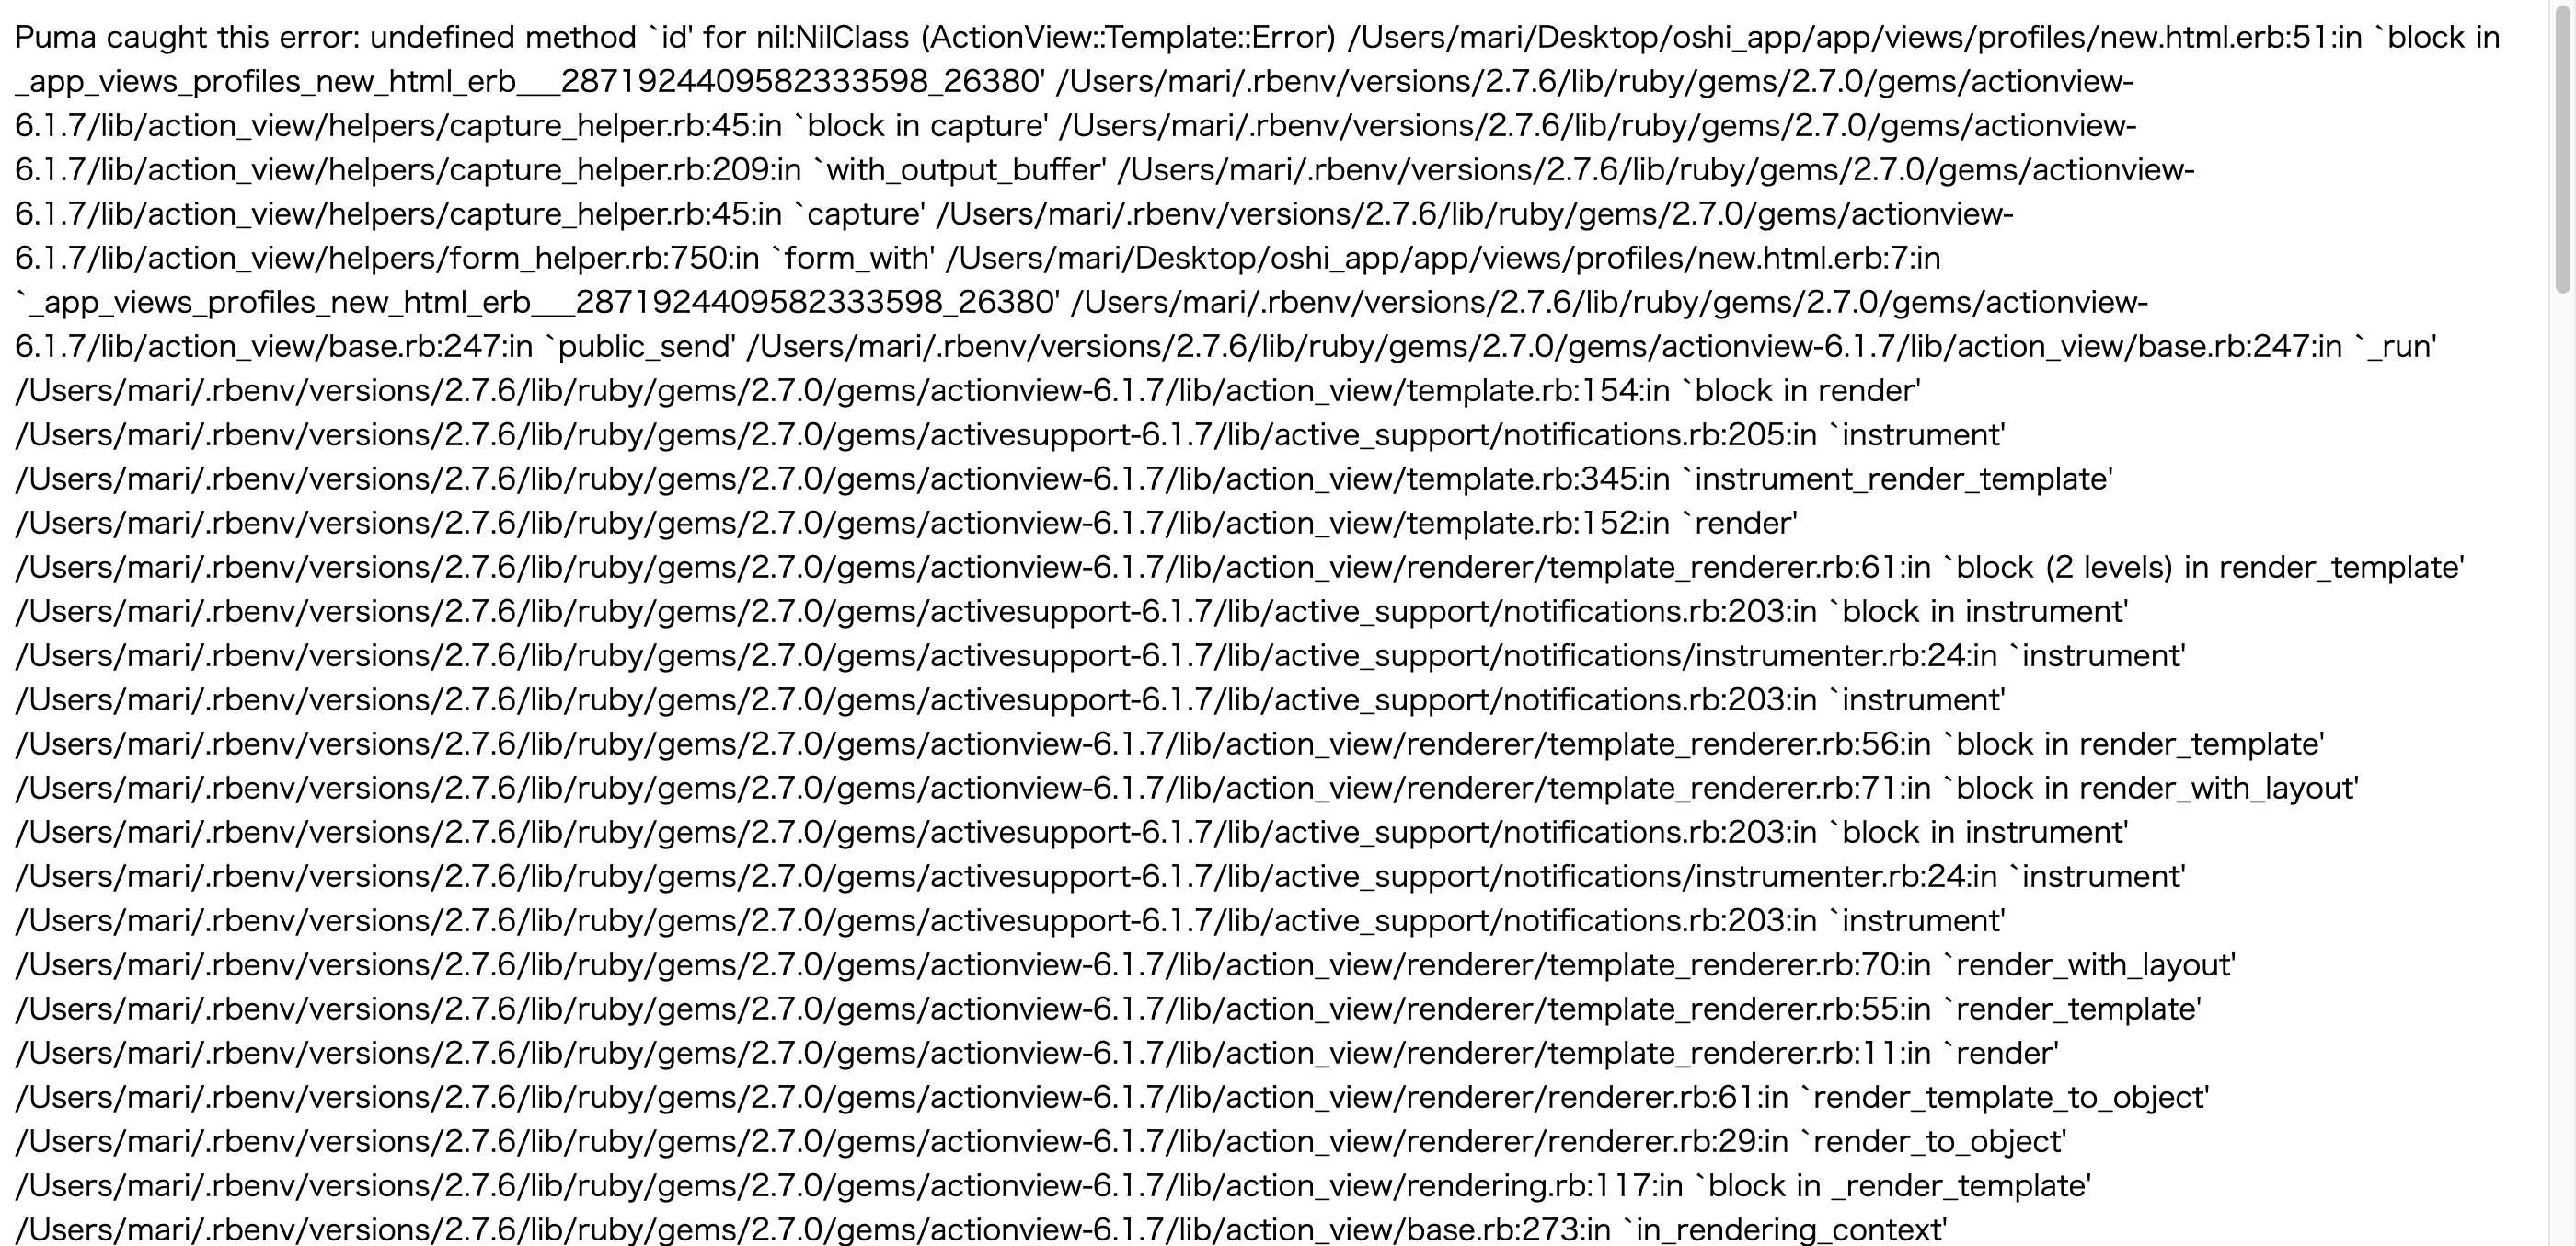 Puma caught this error: undefined method `id' for nil:NilClass (ActionView::Template::Error) /Users/mari/Desktop/oshi_app/app/views/profiles/new.html.erb:51:in `block in
_app_views_profiles_new_html_erb___2871924409582333598_26380' /Users/mari/.rbenv/versions/2.7.6/lib/ruby/gems/2.7.0/gems/actionview-
6.1.7/lib/action_view/helpers/capture_helper.rb:45:in `block in capture' /Users/mari/.rbenv/versions/2.7.6/lib/ruby/gems/2.7.0/gems/actionview-
6.1.7/lib/action_view/helpers/capture_helper.rb:209:in `with_output_buffer' /Users/mari/.rbenv/versions/2.7.6/lib/ruby/gems/2.7.0/gems/actionview-
6.1.7/lib/action_view/helpers/capture_helper.rb:45:in `capture' /Users/mari/.rbenv/versions/2.7.6/lib/ruby/gems/2.7.0/gems/actionview-
6.1.7/lib/action_view/helpers/form_helper.rb:750:in `form_with' /Users/mari/Desktop/oshi_app/app/views/profiles/new.html.erb:7:in
`_app_views_profiles_new_html_erb___2871924409582333598_26380' /Users/mari/.rbenv/versions/2.7.6/lib/ruby/gems/2.7.0/gems/actionview-
6.1.7/lib/action_view/base.rb:247:in `public_send' /Users/mari/.rbenv/versions/2.7.6/lib/ruby/gems/2.7.0/gems/actionview-6.1.7/lib/action_view/base.rb:247:in `_run'
/Users/mari/.rbenv/versions/2.7.6/lib/ruby/gems/2.7.0/gems/actionview-6.1.7/lib/action_view/template.rb:154:in `block in render'
/Users/mari/.rbenv/versions/2.7.6/lib/ruby/gems/2.7.0/gems/activesupport-6.1.7/lib/active_support/notifications.rb:205:in `instrument'
/Users/mari/.rbenv/versions/2.7.6/lib/ruby/gems/2.7.0/gems/actionview-6.1.7/lib/action_view/template.rb:345:in `instrument_render_template'
/Users/mari/.rbenv/versions/2.7.6/lib/ruby/gems/2.7.0/gems/actionview-6.1.7/lib/action_view/template.rb:152:in `render'
/Users/mari/.rbenv/versions/2.7.6/lib/ruby/gems/2.7.0/gems/actionview-6.1.7/lib/action_view/renderer/template_renderer.rb:61:in `block (2 levels) in render_template'
/Users/mari/.rbenv/versions/2.7.6/lib/ruby/gems/2.7.0/gems/activesupport-6.1.7/lib/active_support/notifications.rb:203:in `block in instrument'
/Users/mari/.rbenv/versions/2.7.6/lib/ruby/gems/2.7.0/gems/activesupport-6.1.7/lib/active_support/notifications/instrumenter.rb:24:in `instrument'
/Users/mari/.rbenv/versions/2.7.6/lib/ruby/gems/2.7.0/gems/activesupport-6.1.7/lib/active_support/notifications.rb:203:in `instrument'
/Users/mari/.rbenv/versions/2.7.6/lib/ruby/gems/2.7.0/gems/actionview-6.1.7/lib/action_view/renderer/template_renderer.rb:56:in `block in render_template'
/Users/mari/.rbenv/versions/2.7.6/lib/ruby/gems/2.7.0/gems/actionview-6.1.7/lib/action_view/renderer/template_renderer.rb:71:in `block in render_with_layout'
/Users/mari/.rbenv/versions/2.7.6/lib/ruby/gems/2.7.0/gems/activesupport-6.1.7/lib/active_support/notifications.rb:203:in `block in instrument'
/Users/mari/.rbenv/versions/2.7.6/lib/ruby/gems/2.7.0/gems/activesupport-6.1.7/lib/active_support/notifications/instrumenter.rb:24:in `instrument'
/Users/mari/.rbenv/versions/2.7.6/lib/ruby/gems/2.7.0/gems/activesupport-6.1.7/lib/active_support/notifications.rb:203:in `instrument'
/Users/mari/.rbenv/versions/2.7.6/lib/ruby/gems/2.7.0/gems/actionview-6.1.7/lib/action_view/renderer/template_renderer.rb:70:in `render_with_layout'
/Users/mari/.rbenv/versions/2.7.6/lib/ruby/gems/2.7.0/gems/actionview-6.1.7/lib/action_view/renderer/template_renderer.rb:55:in `render_template'
/Users/mari/.rbenv/versions/2.7.6/lib/ruby/gems/2.7.0/gems/actionview-6.1.7/lib/action_view/renderer/template_renderer.rb:11:in `render'
/Users/mari/.rbenv/versions/2.7.6/lib/ruby/gems/2.7.0/gems/actionview-6.1.7/lib/action_view/renderer/renderer.rb:61:in `render_template_to_object'
/Users/mari/.rbenv/versions/2.7.6/lib/ruby/gems/2.7.0/gems/actionview-6.1.7/lib/action_view/renderer/renderer.rb:29:in `render_to_object'
/Users/mari/.rbenv/versions/2.7.6/lib/ruby/gems/2.7.0/gems/actionview-6.1.7/lib/action_view/rendering.rb:117:in `block in _render_template'
/Users/mari/.rbenv/versions/2.7.6/lib/ruby/gems/2.7.0/gems/actionview-6.1.7/lib/action_view/base.rb:273:in `in_rendering_context'